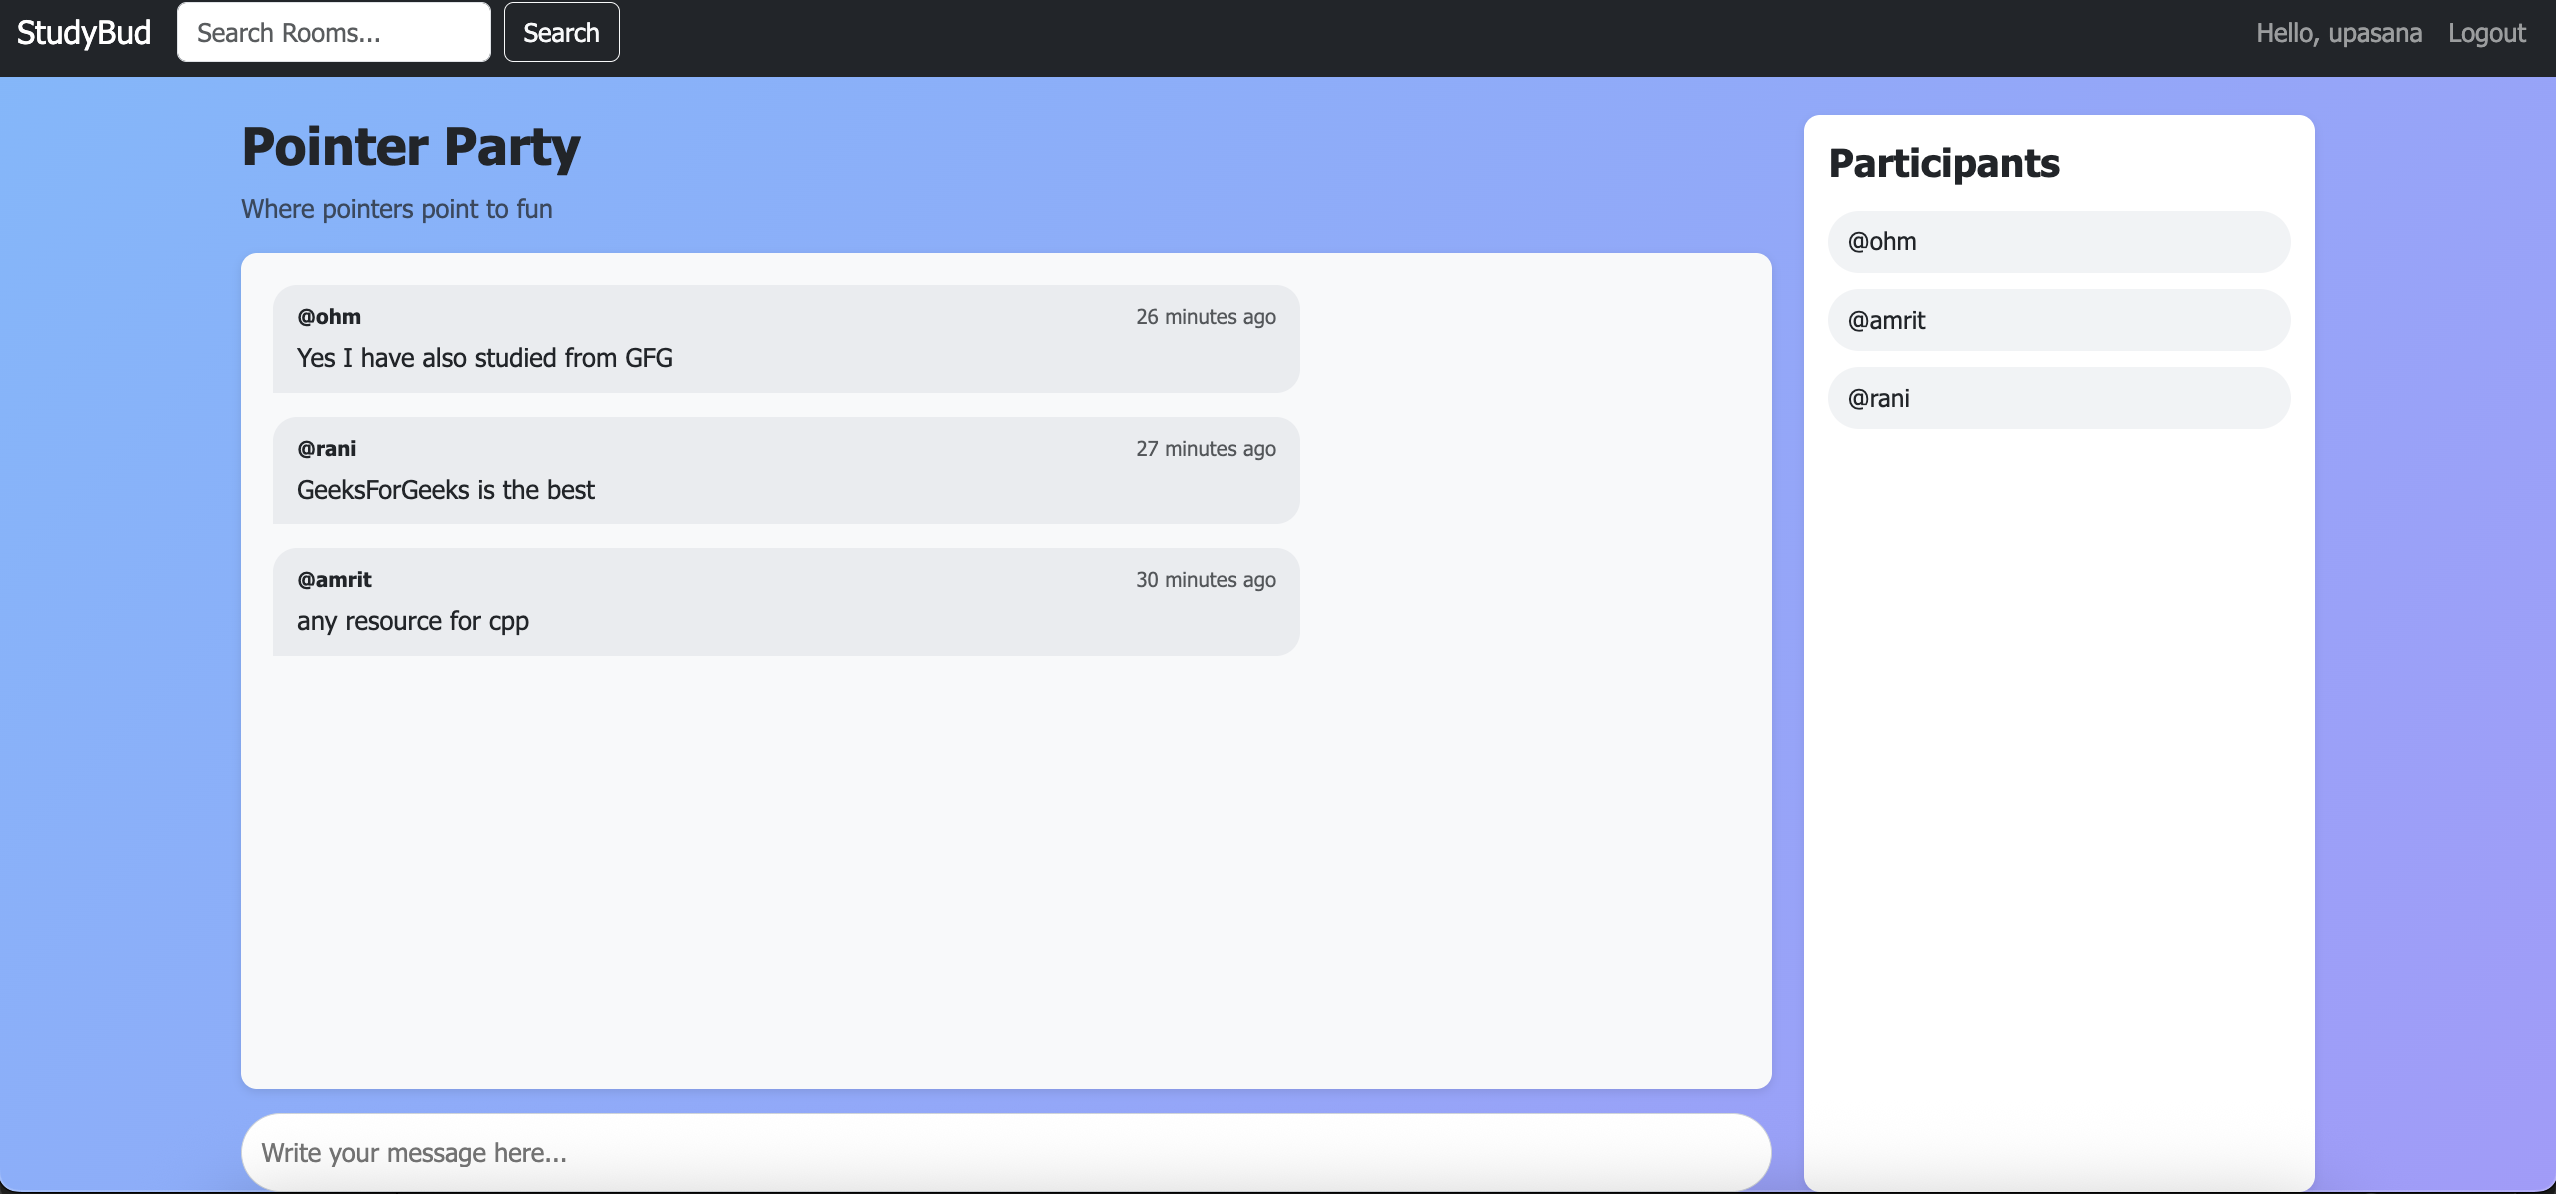 StudyBud Search Rooms... Search Hello, upasana Logout
Pointer Party
Where pointers point to fun
@ohm 26 minutes ago
Yes I have also studied from GFG
@rani 27 minutes ago
GeeksForGeeks is the best
@amrit 30 minutes ago
any resource for cpp
Write your message here...
Participants
@ohm
@amrit
@rani